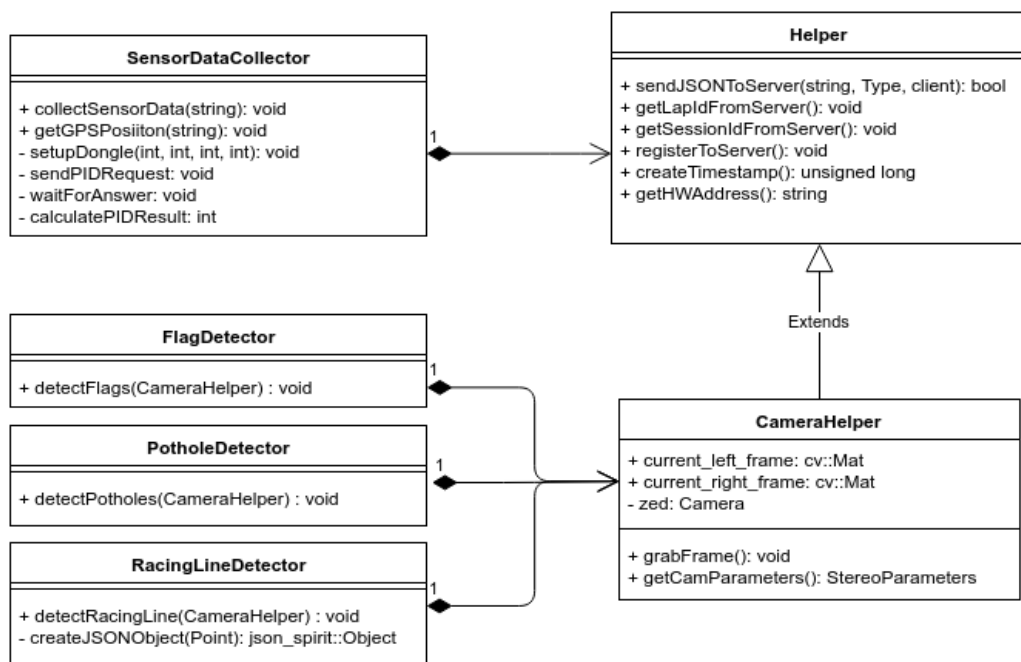 SensorDataCollector
+ collectSensorData(string): void
+ getGPSPosiiton(string): void
- setupDongle(int, int, int, int): void
- sendPIDRequest: void
- waitForAnswer: void
- calculatePIDResult: int
1
Helper
+ sendJSONToServer(string, Type, client): bool
+ getLapIdFromServer(): void
+ getSessionIdFromServer(): void
+ registerToServer(): void
+ createTimestamp(): unsigned long
+ getHWAddress(): string
Extends
FlagDetector
+ detectFlags(CameraHelper) : void
1
PotholeDetector
+ detectPotholes(CameraHelper) : void
1
RacingLineDetector
+ detectRacingLine(CameraHelper) : void
- createJSONObject(Point): json_spirit::Object
1
CameraHelper
+ current_left_frame: cv::Mat
+ current_right_frame: cv::Mat
- zed: Camera
+ grabFrame(): void
+ getCamParameters(): StereoParameters